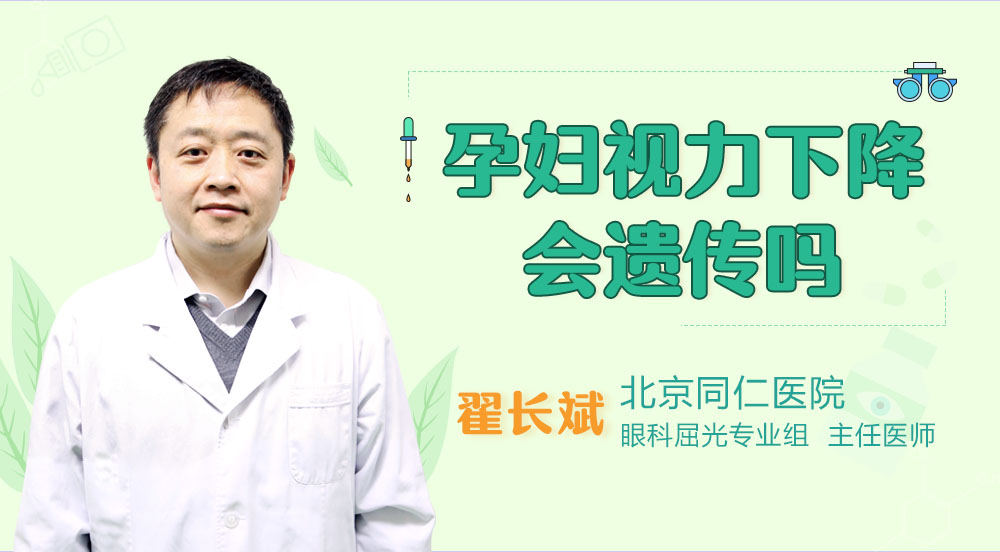 孕妇视力下降
会遗传吗
翟长斌
北京同仁医院
眼科屈光专业组 主任医师